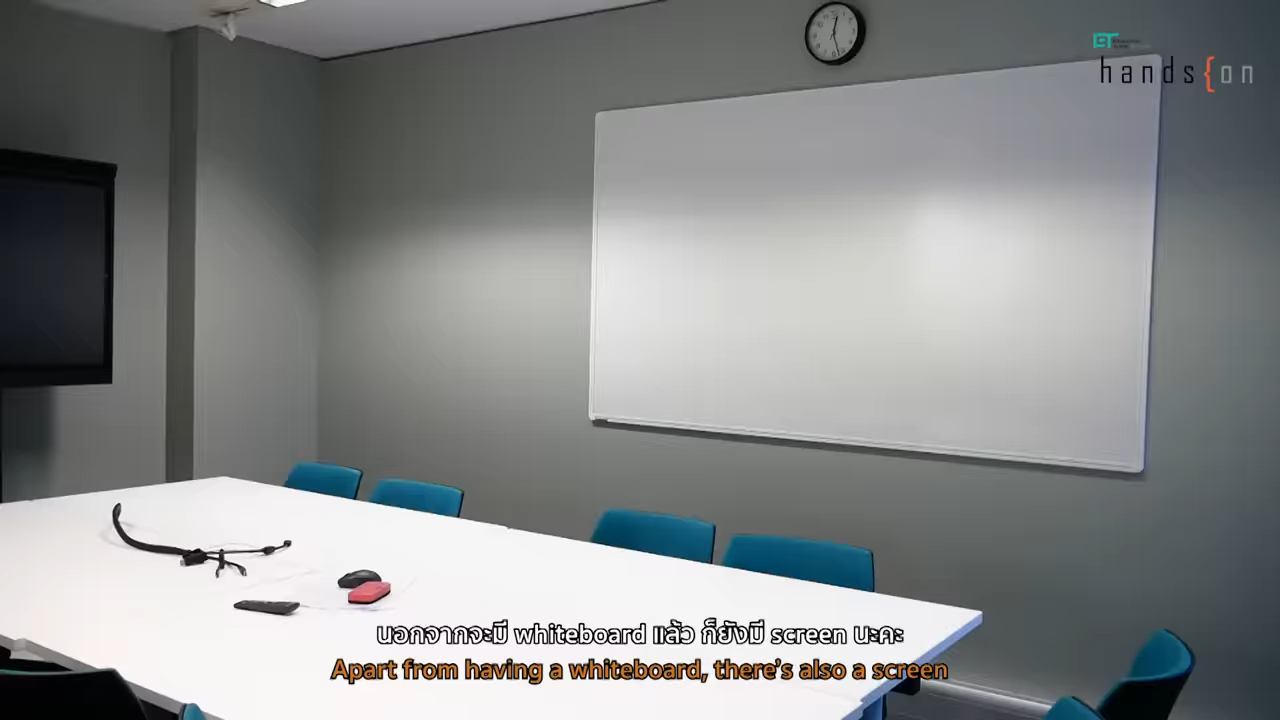 hands{on
นอกจากจะมี whiteboard แล้ว ก็ยังมี screen นะคะ
Apart from having a whiteboard, there's also a screen